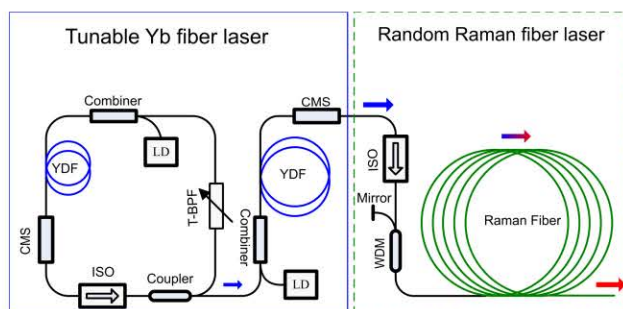 Tunable Yb fiber laser
Random Raman fiber laser
Combiner
CMS
LD
YDF
YDF
T-BPF
ISO
Mirror
Raman Fiber
CMS
Combiner
WDM
ISO
Coupler
LD